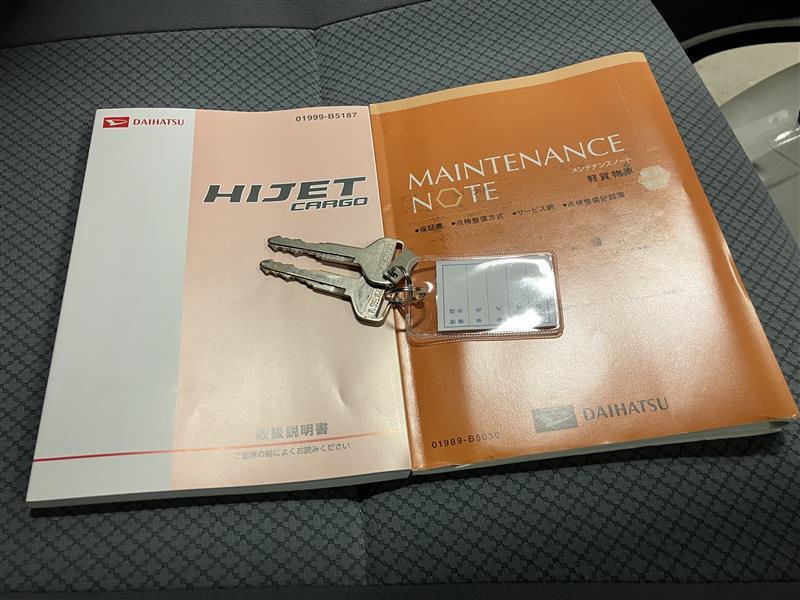 DAIHATSU
01999-B5187
HIJET
CARGO
取扱説明書
ご使用の前によくお読みください
MAINTENANCE
NOTE
メンテナンスノート
軽貨物車
•保証書 •点検整備方式 •サービス網 •点検整備記録簿
DAIHATSU
01989-B5030